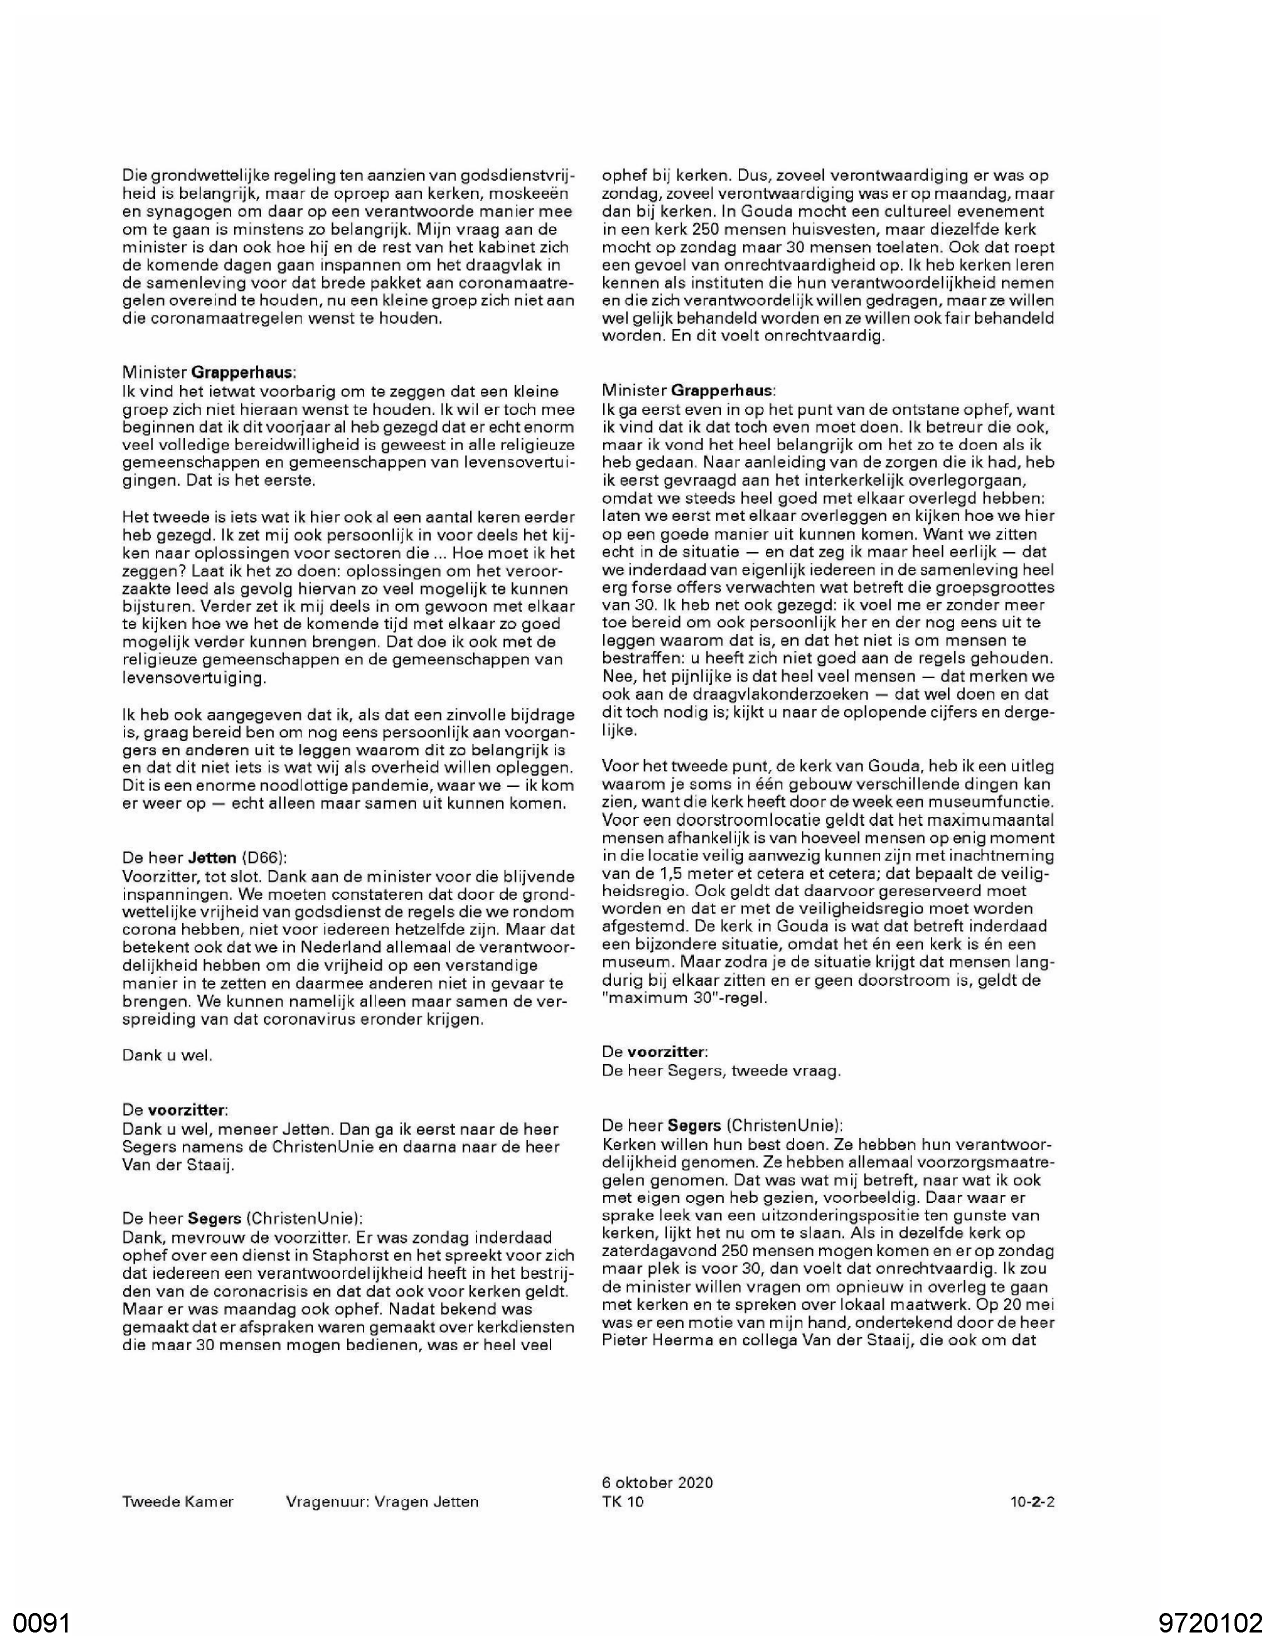 Die grondwettelijke regeling ten aanzien van godsdienstvrij-
heid is belangrijk, maar de oproep aan kerken, moskeeën
en synagogen om daar op een verantwoorde manier mee
om te gaan is minstens zo belangrijk. Mijn vraag aan de
minister is dan ook hoe hij en de rest van het kabinet zich
de komende dagen gaan inspannen om het draagvlak in
de samenleving voor dat brede pakket aan coronamaatre-
gelen overeind te houden, nu een kleine groep zich niet aan
die coronamaatregelen wenst te houden.
Minister Grapperhaus:
Ik vind het ietwat voorbarig om te zeggen dat een kleine
groep zich niet hieraan wenst te houden. Ik wil er toch mee
beginnen dat ik dit voorjaar al heb gezegd dat er echt enorm
veel volledige bereidwilligheid is geweest in alle religieuze
gemeenschappen en gemeenschappen van levensovertui-
gingen. Dat is het eerste.
Het tweede is iets wat ik hier ook al een aantal keren eerder
heb gezegd. Ik zet mij ook persoonlijk in voor deels het kij-
ken naar oplossingen voor sectoren die ... Hoe moet ik het
zeggen? Laat ik het zo doen: oplossingen om het veroor-
zaakte leed als gevolg hiervan zo veel mogelijk te kunnen
bijsturen. Verder zet ik mij deels in om gewoon met elkaar
te kijken hoe we het de komende tijd met elkaar zo goed
mogelijk verder kunnen brengen. Dat doe ik ook met de
religieuze gemeenschappen en de gemeenschappen van
levensovertuiging.
Ik heb ook aangegeven dat ik, als dat een zinvolle bijdrage
is, graag bereid ben om nog eens persoonlijk aan voorgan-
gers en anderen uit te leggen waarom dit zo belangrijk is
en dat dit niet iets is wat wij als overheid willen opleggen.
Dit is een enorme noodlottige pandemie, waar we — ik kom
er weer op — echt alleen maar samen uit kunnen komen.
De heer Jetten (D66):
Voorzitter, tot slot. Dank aan de minister voor die blijvende
inspanningen. We moeten constateren dat door de grond-
wettelijke vrijheid van godsdienst de regels die we rondom
corona hebben, niet voor iedereen hetzelfde zijn. Maar dat
betekent ook dat we in Nederland allemaal de verantwoor-
delijkheid hebben om die vrijheid op een verstandige
manier in te zetten en daarmee anderen niet in gevaar te
brengen. We kunnen namelijk alleen maar samen de ver-
spreiding van dat coronavirus eronder krijgen.
Dank u wel.
De voorzitter:
Dank u wel, meneer Jetten. Dan ga ik eerst naar de heer
Segers namens de ChristenUnie en daarna naar de heer
Van der Staaij.
De heer Segers (ChristenUnie):
Dank, mevrouw de voorzitter. Er was zondag inderdaad
ophef over een dienst in Staphorst en het spreekt voor zich
dat iedereen een verantwoordelijkheid heeft in het bestrij-
den van de coronacrisis en dat dat ook voor kerken geldt.
Maar er was maandag ook ophef. Nadat bekend was
gemaakt dat er afspraken waren gemaakt over kerkdiensten
die maar 30 mensen mogen bedienen, was er heel veel
ophef bij kerken. Dus, zoveel verontwaardiging er was op
zondag, zoveel verontwaardiging was er op maandag, maar
dan bij kerken. In Gouda mocht een cultureel evenement
in een kerk 250 mensen huisvesten, maar diezelfde kerk
mocht op zondag maar 30 mensen toelaten. Ook dat roept
een gevoel van onrechtvaardigheid op. Ik heb kerken leren
kennen als instituten die hun verantwoordelijkheid nemen
en die zich verantwoordelijk willen gedragen, maar ze willen
wel gelijk behandeld worden en ze willen ook fair behandeld
worden. En dit voelt onrechtvaardig.
Minister Grapperhaus:
Ik ga eerst even in op het punt van de ontstane ophef, want
ik vind dat ik dat toch even moet doen. Ik betreur die ook,
maar ik vond het heel belangrijk om het zo te doen als ik
heb gedaan. Naar aanleiding van de zorgen die ik had, heb
ik eerst gevraagd aan het interkerkelijk overlegorgaan,
omdat we steeds heel goed met elkaar overlegd hebben:
laten we eerst met elkaar overleggen en kijken hoe we hier
op een goede manier uit kunnen komen. Want we zitten
echt in de situatie — en dat zeg ik maar heel eerlijk — dat
we inderdaad van eigenlijk iedereen in de samenleving heel
erg forse offers verwachten wat betreft die groepsgroottes
van 30. Ik heb net ook gezegd: ik voel me er zonder meer
toe bereid om ook persoonlijk her en der nog eens uit te
leggen waarom dat is, en dat het niet is om mensen te
bestraffen: u heeft zich niet goed aan de regels gehouden.
Nee, het pijnlijke is dat heel veel mensen — dat merken we
ook aan de draagvlakonderzoeken — dat wel doen en dat
dit toch nodig is; kijkt u naar de oplopende cijfers en derge-
lijke.
Voor het tweede punt, de kerk van Gouda, heb ik een uitleg
waarom je soms in één gebouw verschillende dingen kan
zien, want die kerk heeft door de week een museumfunctie.
Voor een doorstroomlocatie geldt dat het maximumaantal
mensen afhankelijk is van hoeveel mensen op enig moment
in die locatie veilig aanwezig kunnen zijn met inachtneming
van de 1,5 meter et cetera et cetera; dat bepaalt de veilig-
heidsregio. Ook geldt dat daarvoor gereserveerd moet
worden en dat er met de veiligheidsregio moet worden
afgestemd. De kerk in Gouda is wat dat betreft inderdaad
een bijzondere situatie, omdat het én een kerk is én een
museum. Maar zodra je de situatie krijgt dat mensen lang-
durig bij elkaar zitten en er geen doorstroom is, geldt de
"maximum 30"-regel.
De voorzitter:
De heer Segers, tweede vraag.
De heer Segers (ChristenUnie):
Kerken willen hun best doen. Ze hebben hun verantwoor-
delijkheid genomen. Ze hebben allemaal voorzorgsmaatre-
gelen genomen. Dat was wat mij betreft, naar wat ik ook
met eigen ogen heb gezien, voorbeeldig. Daar waar er
sprake leek van een uitzonderingspositie ten gunste van
kerken, lijkt het nu om te slaan. Als in dezelfde kerk op
zaterdagavond 250 mensen mogen komen en er op zondag
maar plek is voor 30, dan voelt dat onrechtvaardig. Ik zou
de minister willen vragen om opnieuw in overleg te gaan
met kerken en te spreken over lokaal maatwerk. Op 20 mei
was er een motie van mijn hand, ondertekend door de heer
Pieter Heerma en collega Van der Staaij, die ook om dat
6 oktober 2020
Tweede Kamer Vragenuur: Vragen Jetten TK 10 10-2-2
0091 9720102